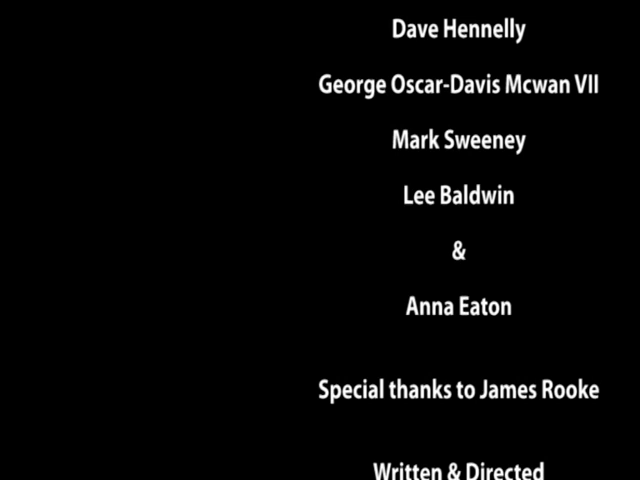 Dave Hennelly
George Oscar-Davis Mcwan VII
Mark Sweeney
Lee Baldwin
&
Anna Eaton
Special thanks to James Rooke
Written & Directed